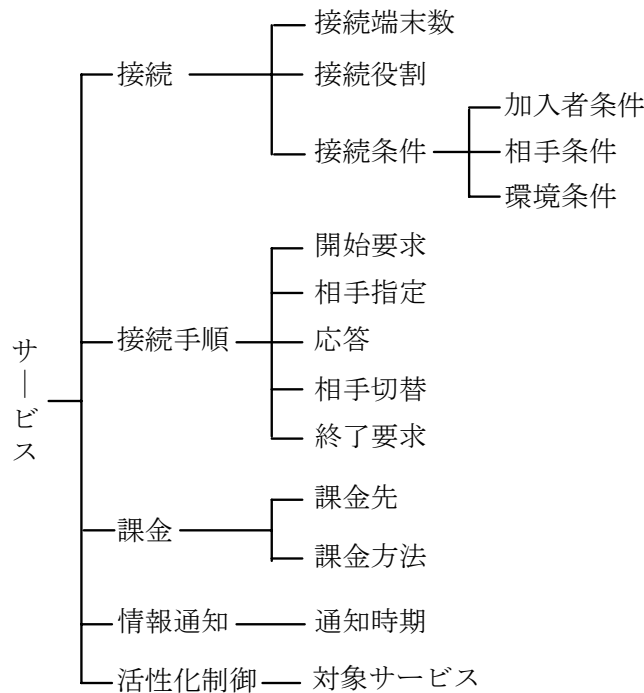 サービス
接続
接続端末数
接続役割
接続条件
加入者条件
相手条件
環境条件
接続手順
開始要求
相手指定
応答
相手切替
終了要求
課金
課金先
課金方法
情報通知
通知時期
活性化制御
対象サービス